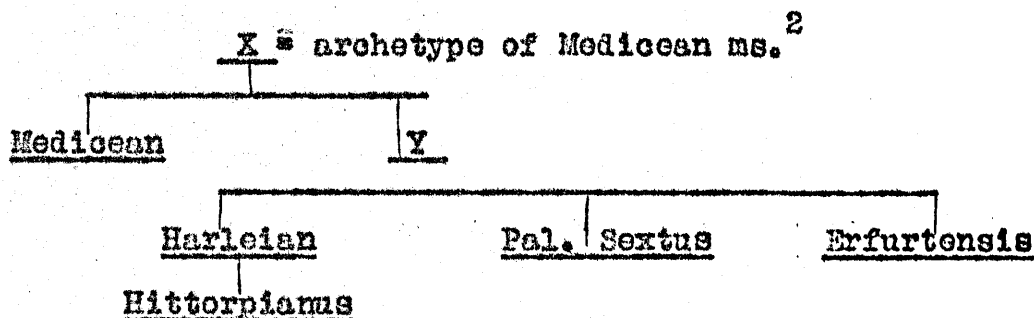 X = archetype of Medicean ms.2
Medicean Y
Harleian Pal. Sextus Erfurtensis
Hittorpianus